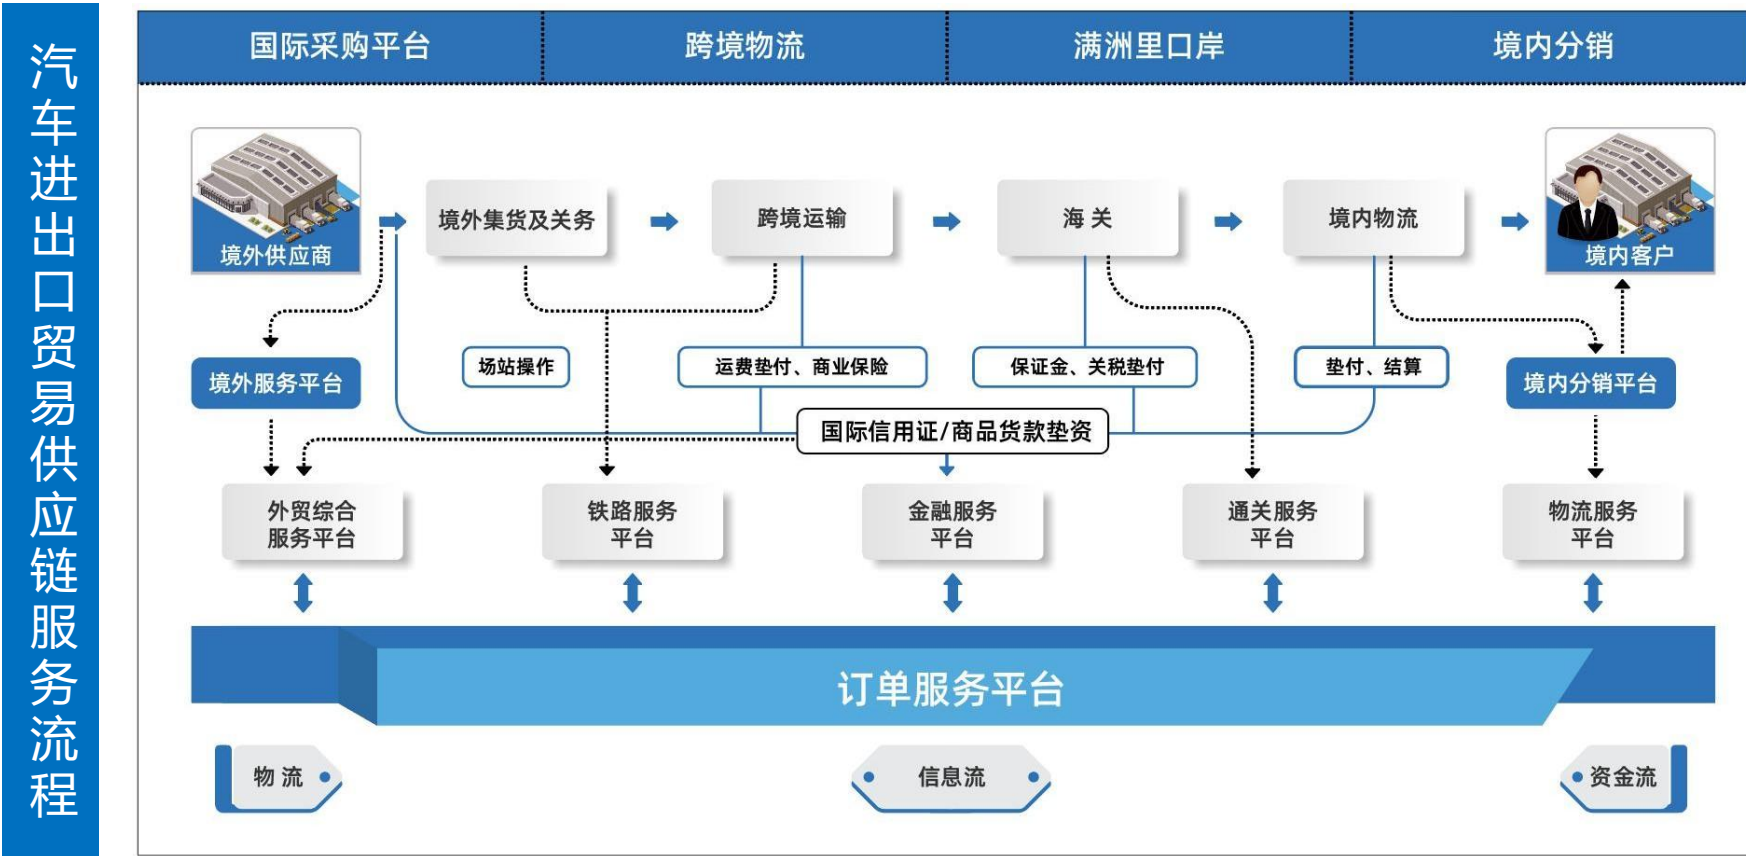 汽车进出口贸易供应链服务流程
国际采购平台
跨境物流
满洲里口岸
境内分销
境外供应商
境外集货及关务
跨境运输
海关
境内物流
境内客户
境外服务平台
场站操作
运费垫付、商业保险
保证金、关税垫付
垫付、结算
境内分销平台
国际信用证/商品货款垫资
外贸综合
服务平台
铁路服务
平台
金融服务
平台
通关服务
平台
物流服务
平台
订单服务平台
物流
信息流
资金流